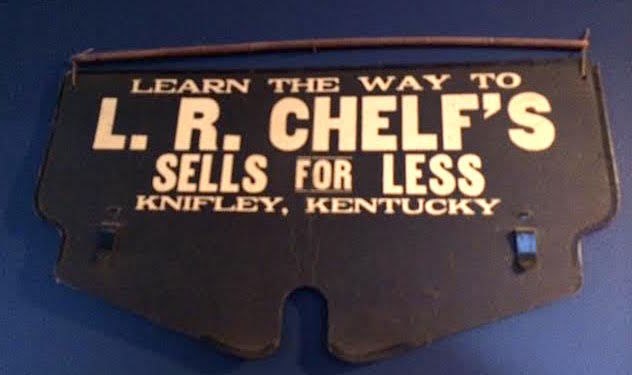 LEARN THE WAY TO
L. R. CHELF'S
SELLS FOR LESS
KNIFLEY, KENTUCKY